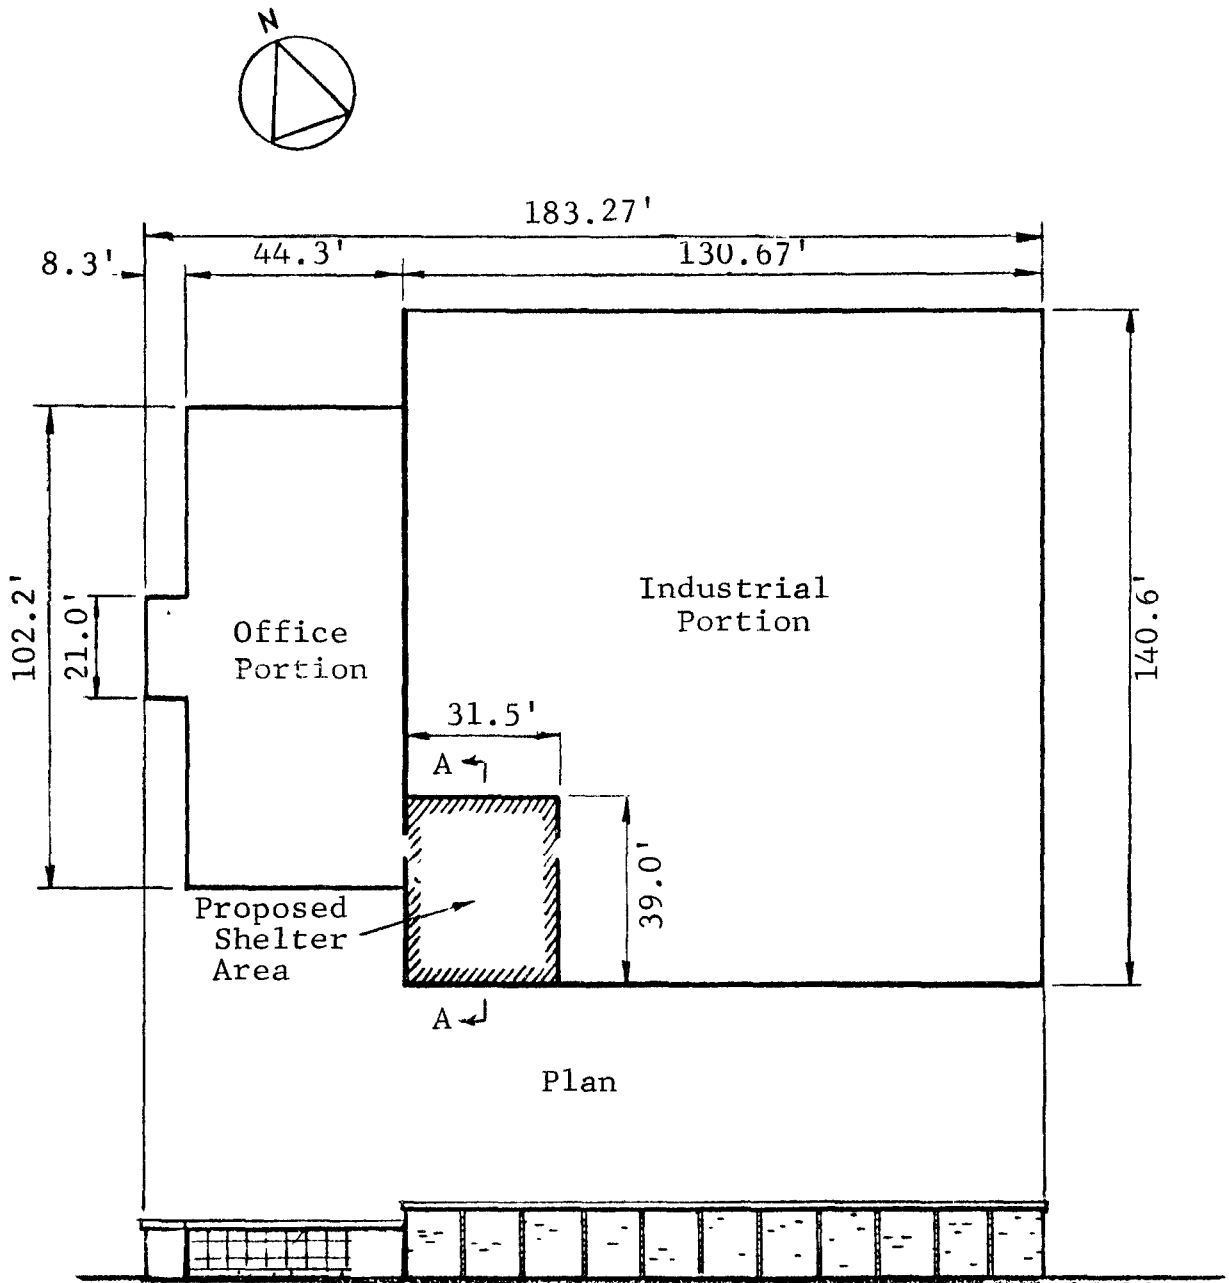 N
183.27'
8.3'
44.3'
130.67'
102.2'
21.0'
Office
Portion
Industrial
Portion
140.6'
31.5'
A
39.0'
Proposed
Shelter
Area
A
Plan